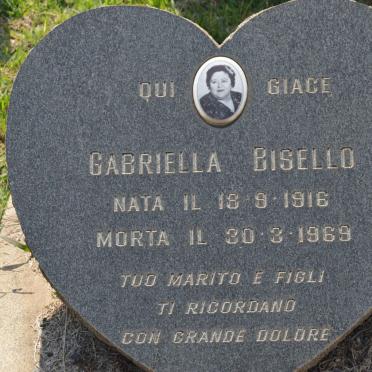 QUI GIACE
GABRIELLA BISELLO
NATA IL 18·9·1916
MORTA IL 30·3·1969
TUO MARITO E FIGLI
TI RICORDANO
CON GRANDE DOLORE